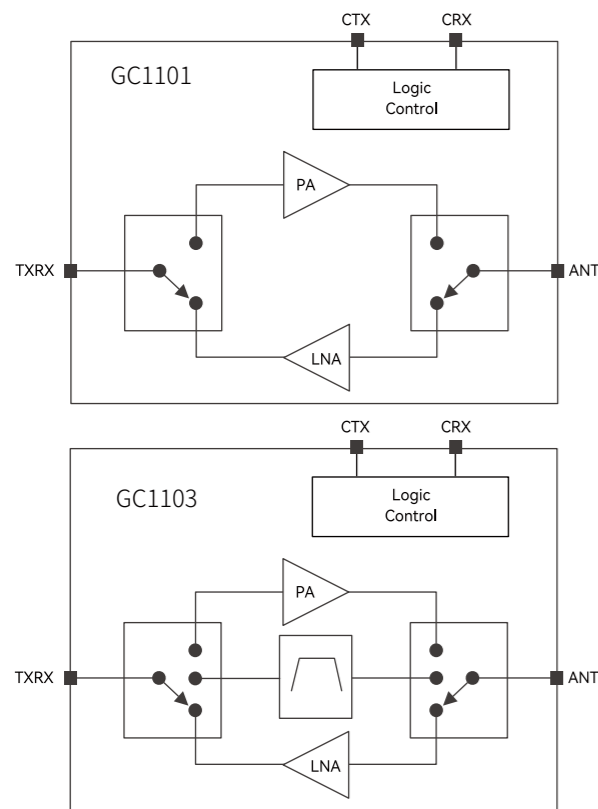 CTX CRX
GC1101
Logic
Control
PA
TXRX
ANT
LNA
CTX CRX
GC1103
Logic
Control
PA
TXRX
ANT
LNA